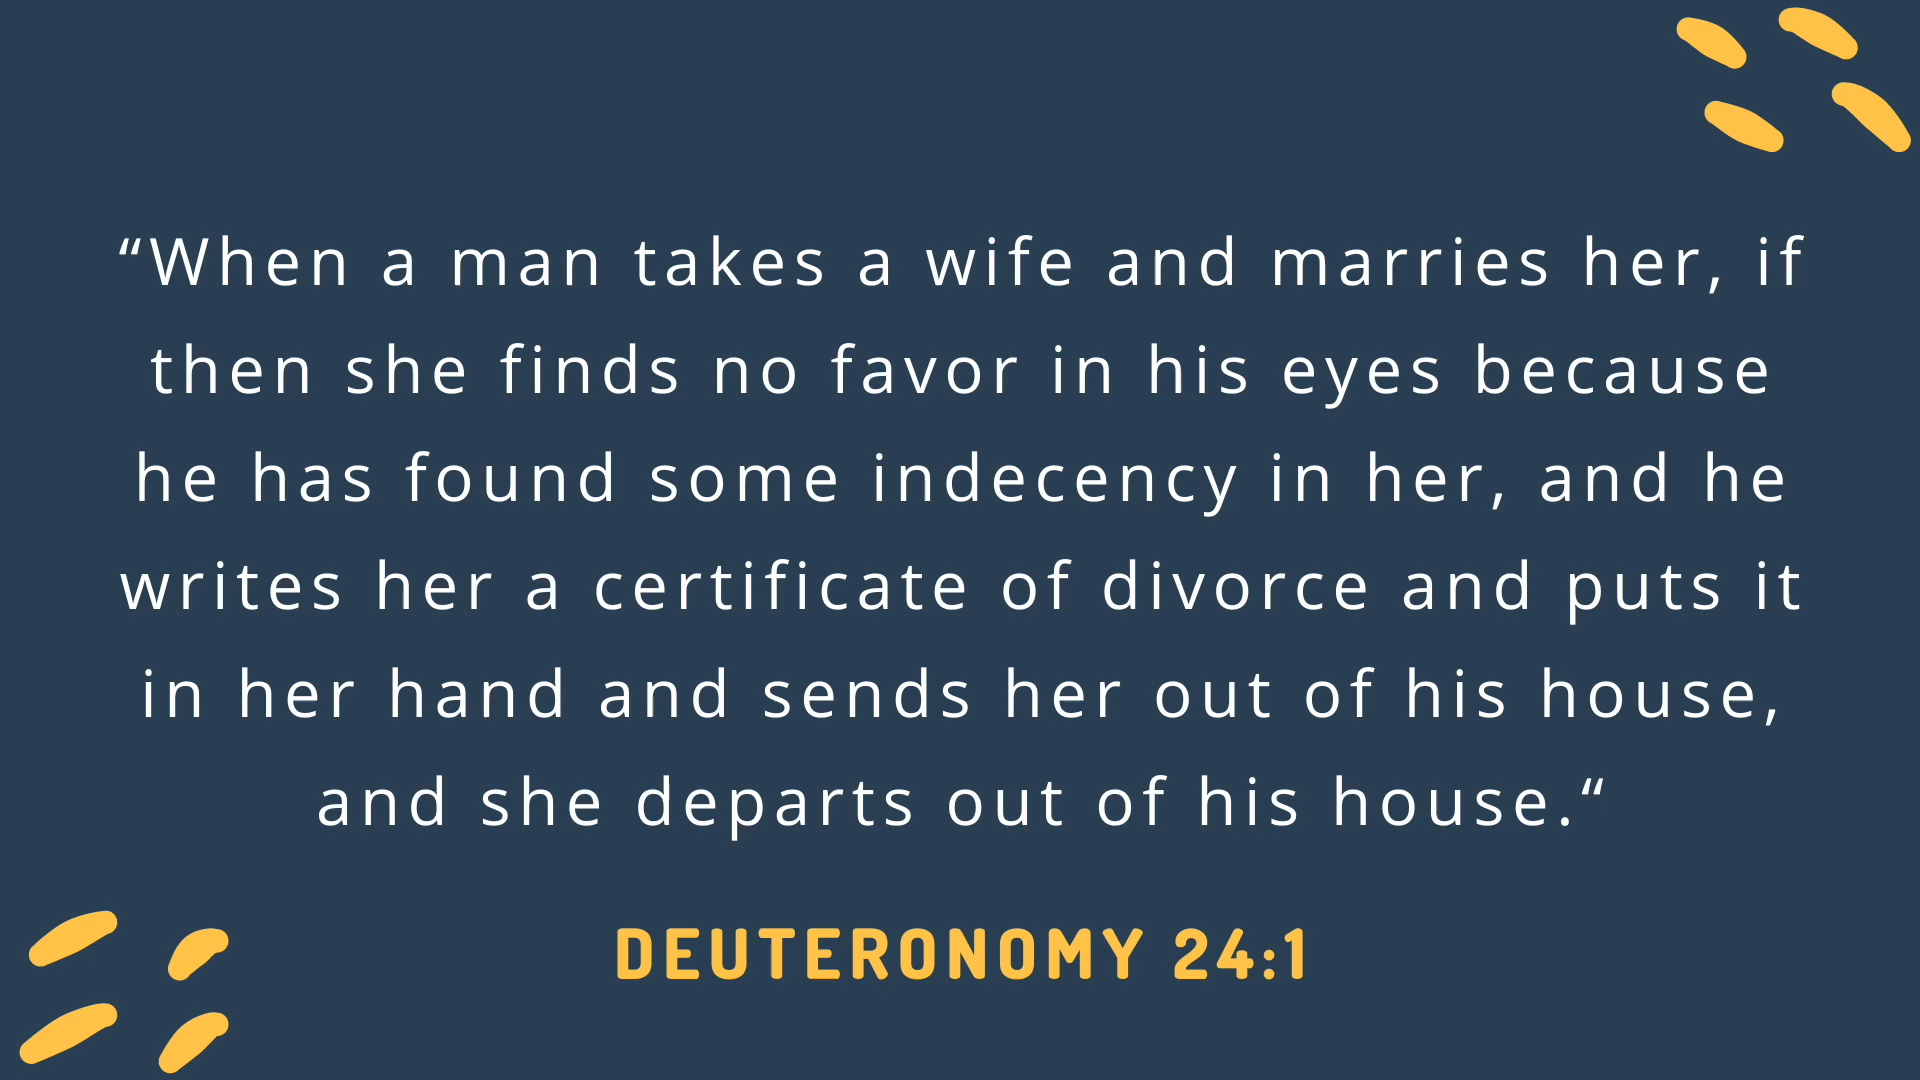 “When a man takes a wife and marries her, if
then she finds no favor in his eyes because
he has found some indecency in her, and he
writes her a certificate of divorce and puts it
in her hand and sends her out of his house,
and she departs out of his house.“
DEUTERONOMY 24:1